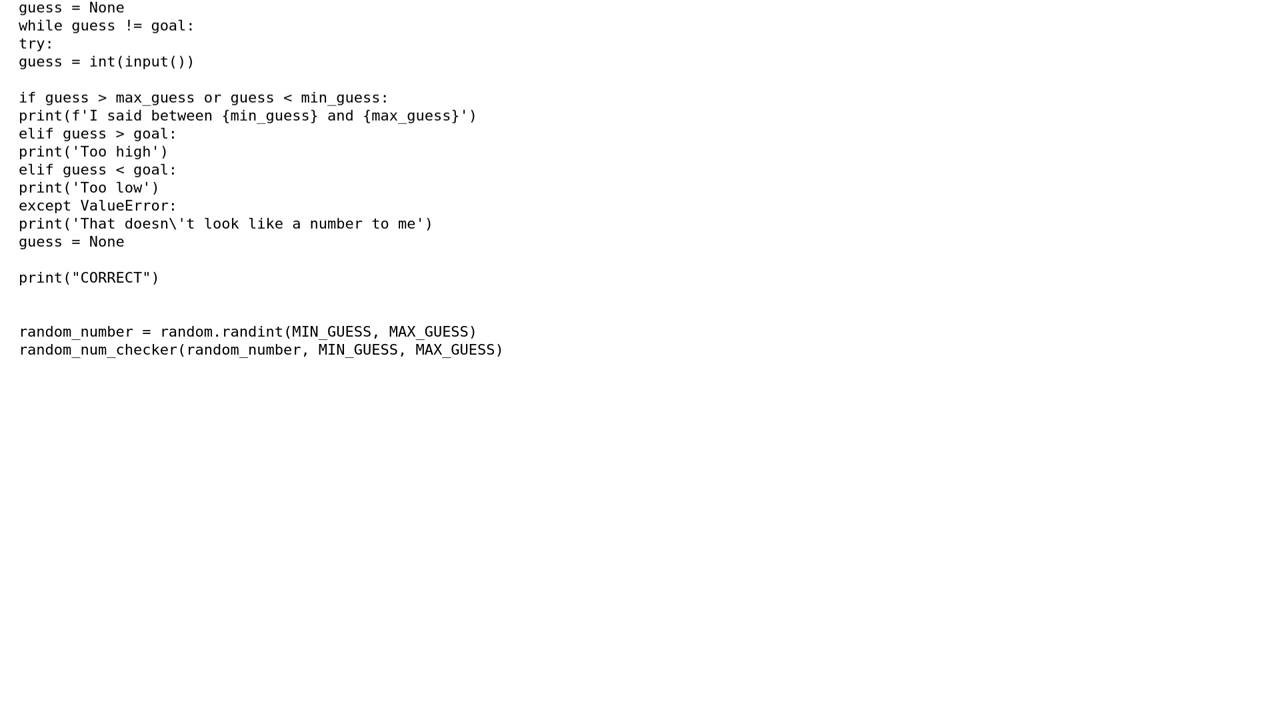 guess = None
while guess != goal:
try:
guess = int(input())
if guess > max_guess or guess < min_guess:
print(f'I said between {min_guess} and {max_guess}')
elif guess > goal:
print('Too high')
elif guess < goal:
print('Too low')
except ValueError:
print('That doesn\'t look like a number to me')
guess = None
print("CORRECT")
random_number = random.randint(MIN_GUESS, MAX_GUESS)
random_num_checker(random_number, MIN_GUESS, MAX_GUESS)